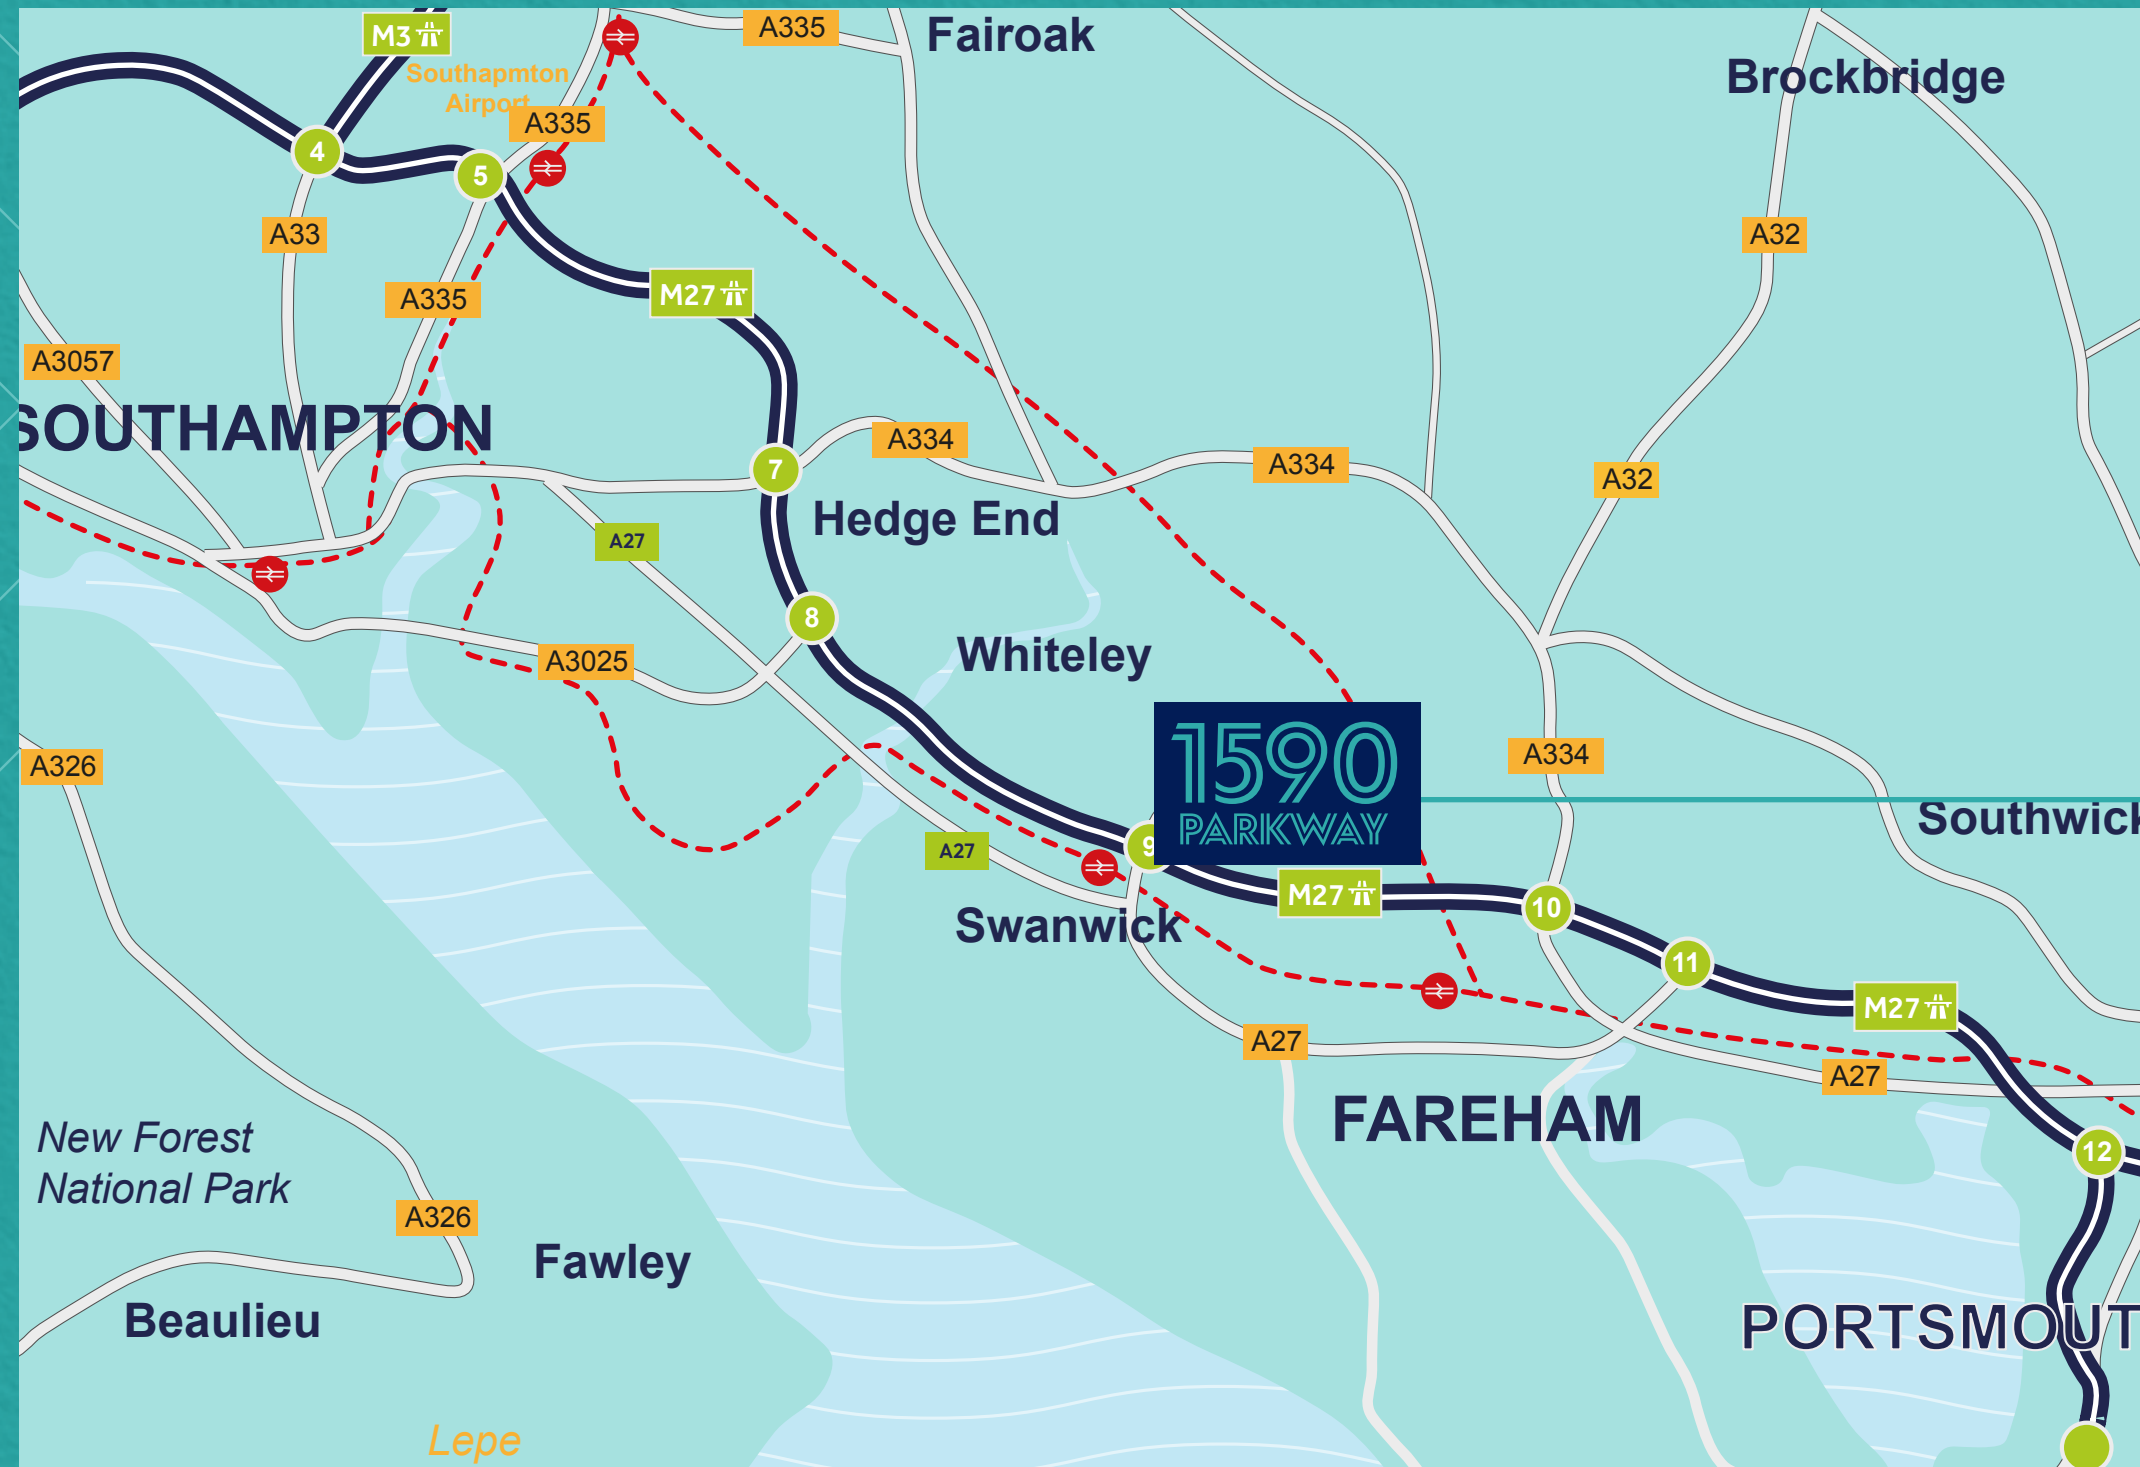 M3
A335
Fairoak
Southapmton
Airport
Brockbridge
A335
4
5
A33
A32
A335
M27
A3057
SOUTHAMPTON
A334
A334
7
A32
Hedge End
A27
8
Whiteley
A3025
1590
PARKWAY
A326
A334
Southwick
9
A27
M27
10
Swanwick
11
M27
A27
A27
FAREHAM
New Forest
National Park
12
A326
Fawley
Beaulieu
PORTSMOUT
Lepe